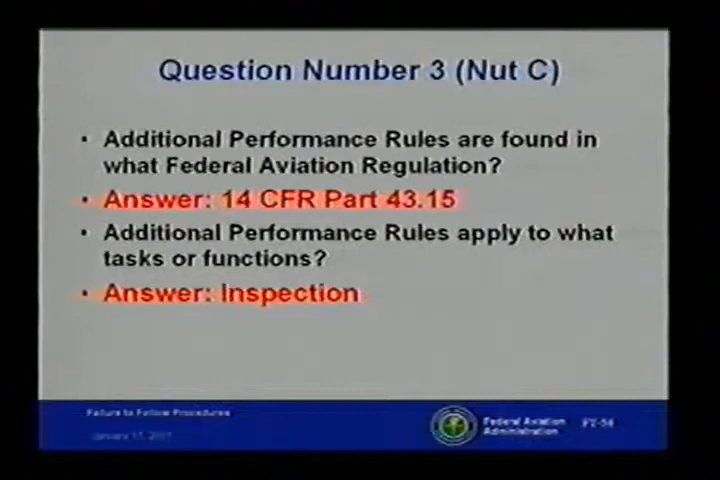 Question Number 3 (Nut C)
• Additional Performance Rules are found in
what Federal Aviation Regulation?
• Answer: 14 CFR Part 43.15
• Additional Performance Rules apply to what
tasks or functions?
• Answer: Inspection
Failure to Follow Procedures
Federal Aviation
Administration